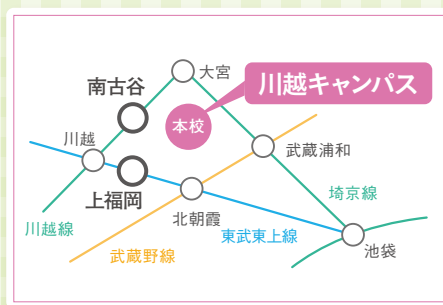 大宮
川越キャンパス
南古谷
本校
川越
武蔵浦和
上福岡
埼京線
北朝霞
川越線
東武東上線
池袋
武蔵野線